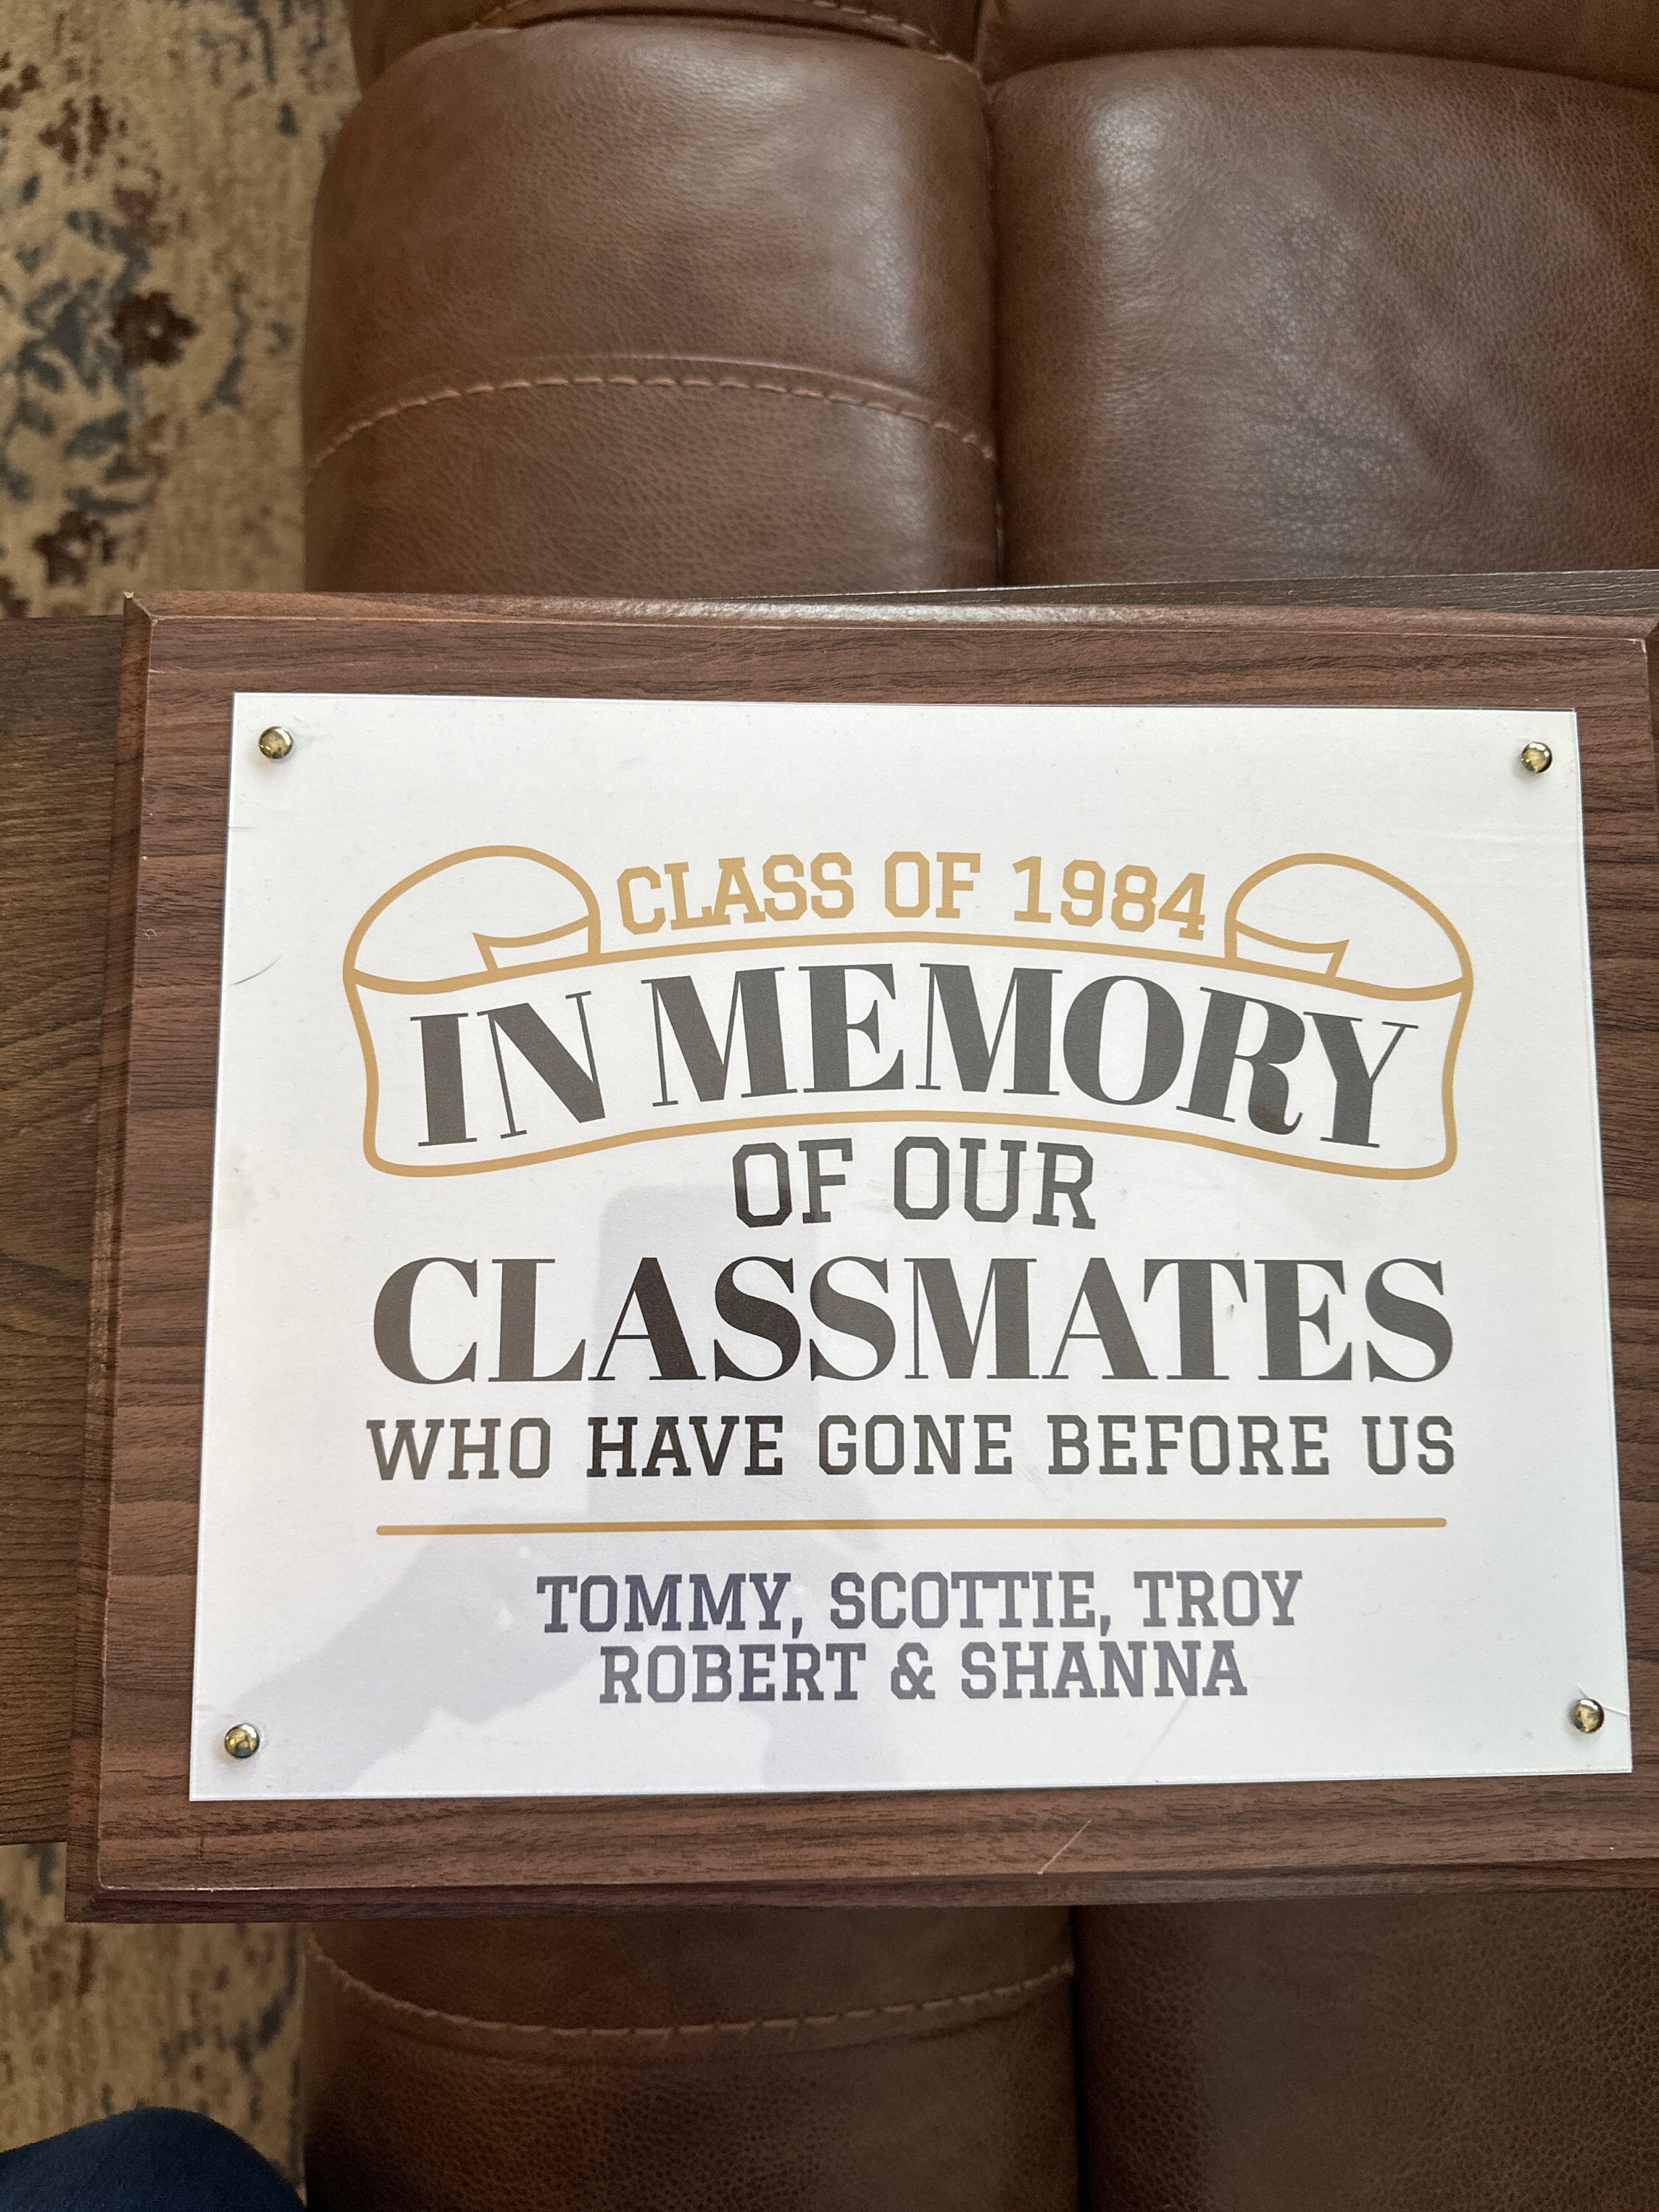 CLASS OF 1984
IN MEMORY
OF OUR
CLASSMATES
WHO HAVE GONE BEFORE US
TOMMY, SCOTTIE, TROY
ROBERT & SHANNA